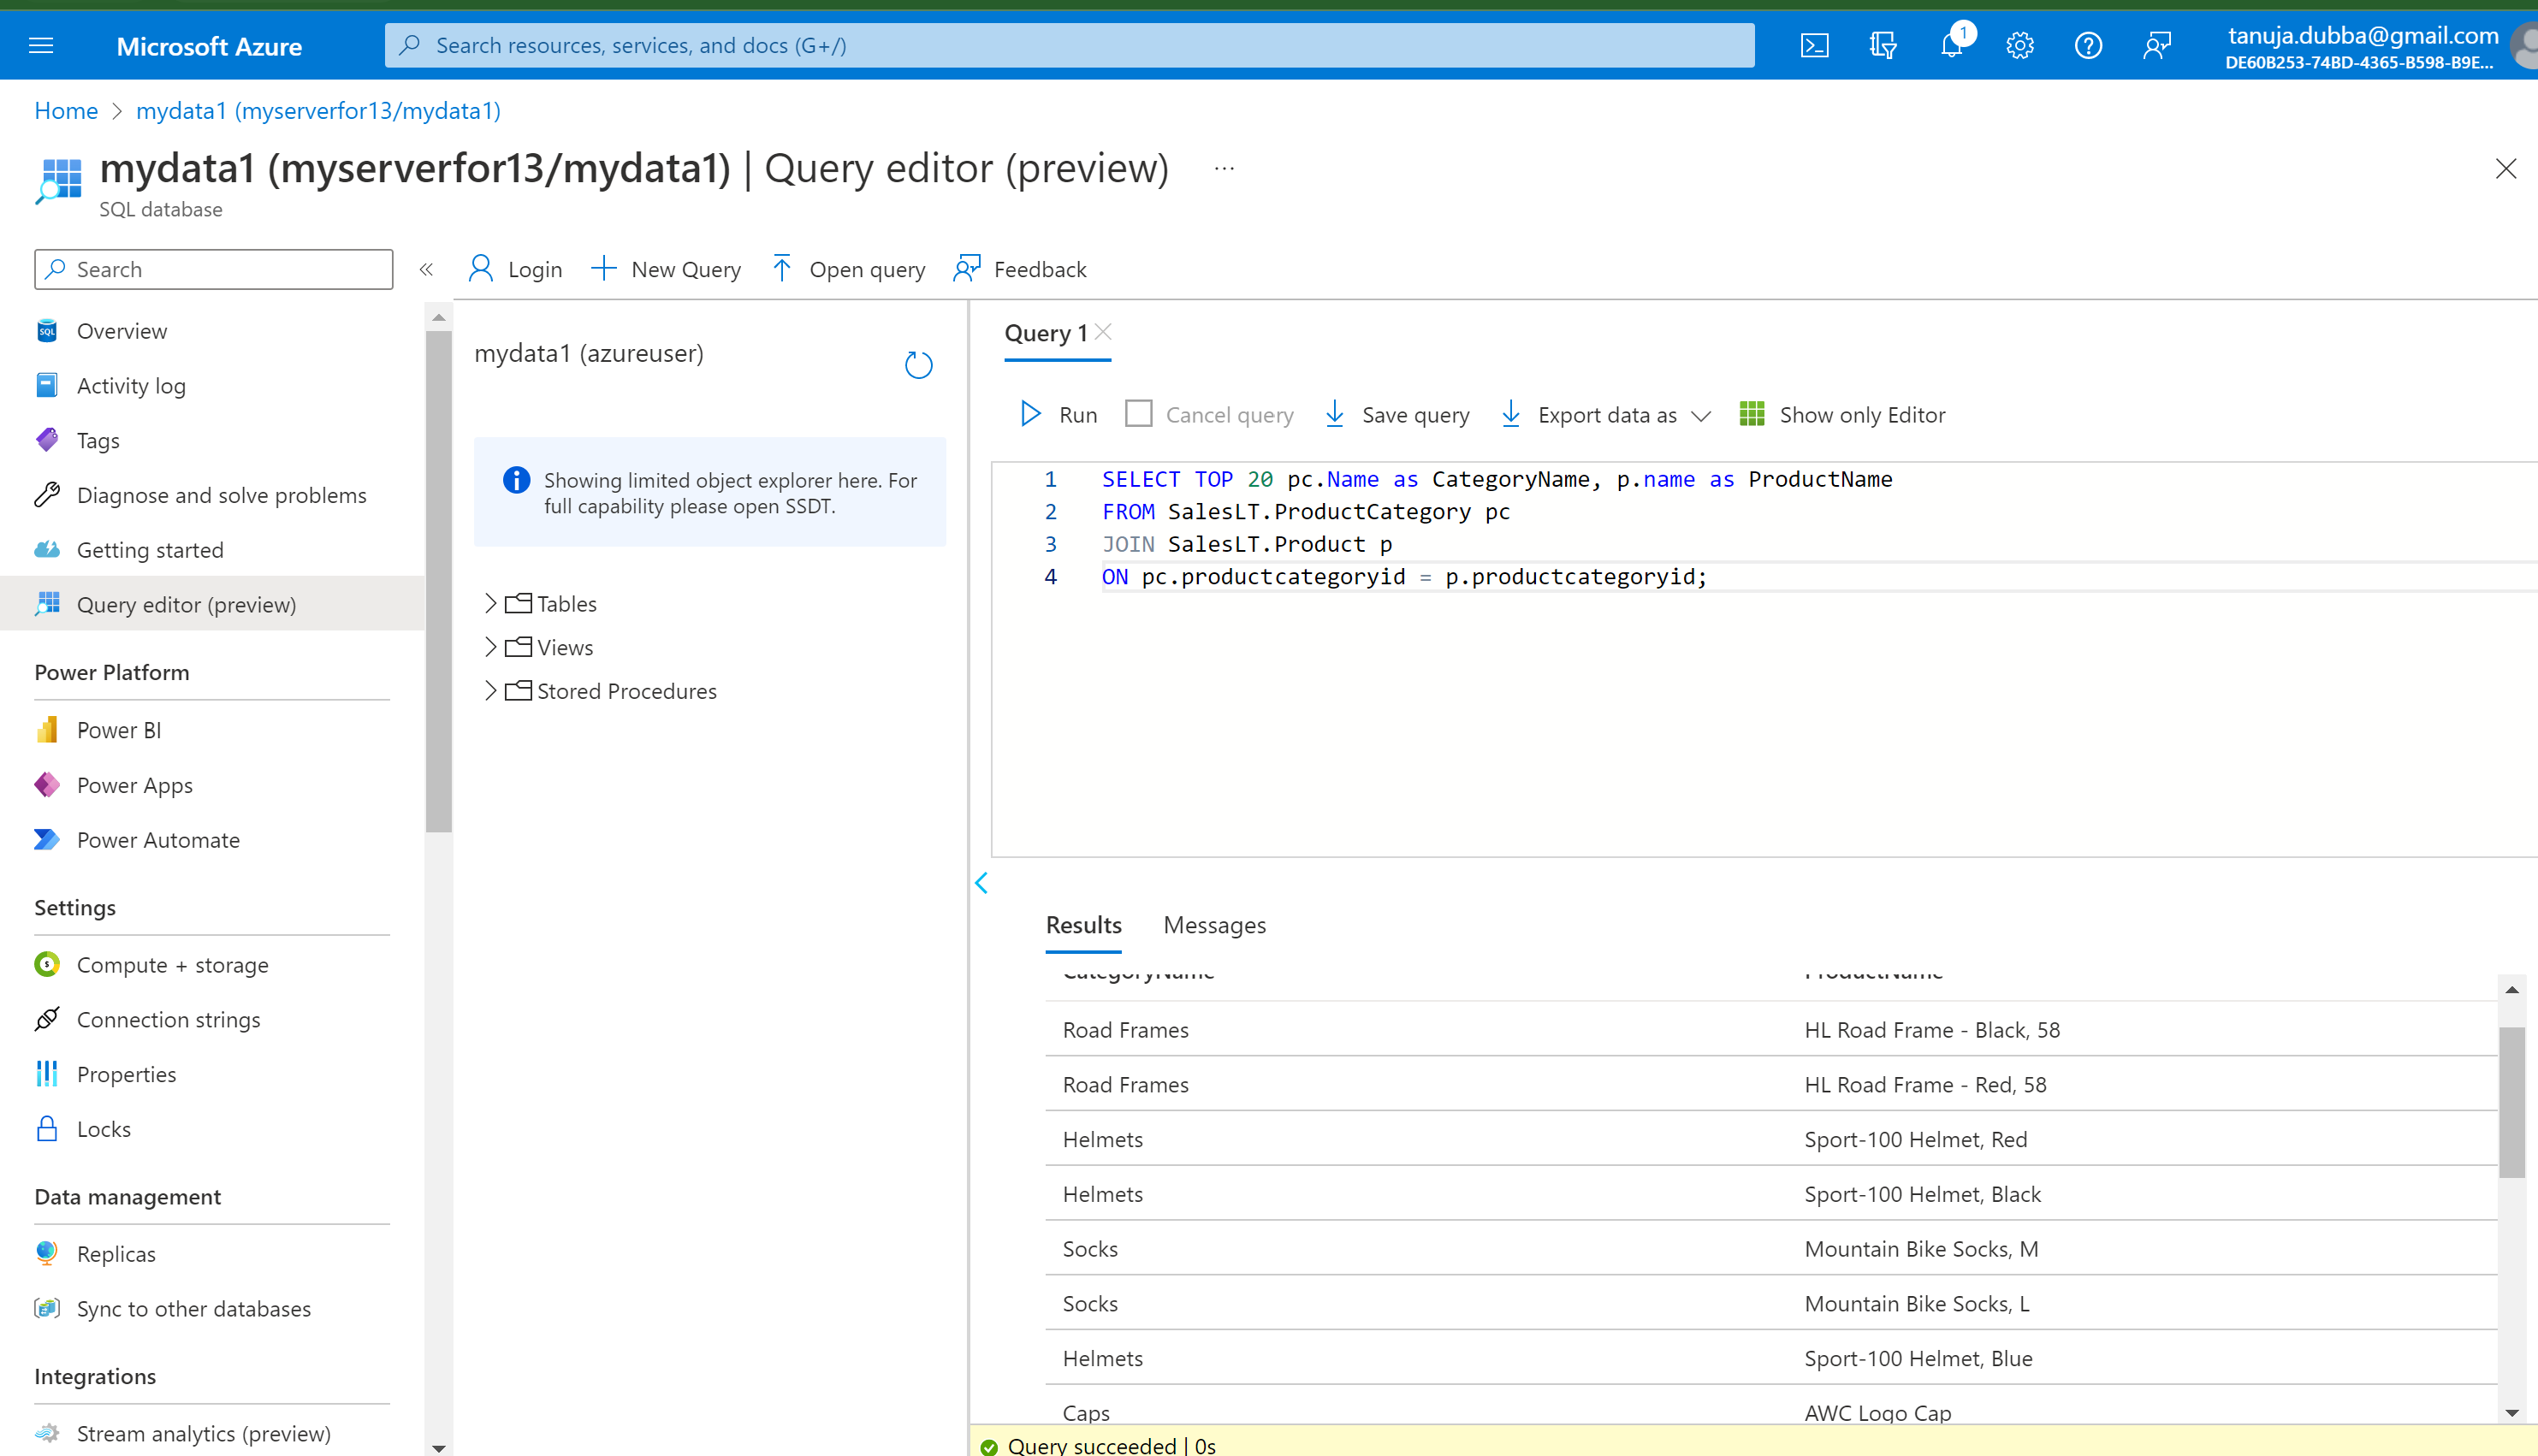 Microsoft Azure
Search resources, services, and docs (G+/)
1
tanuja.dubba@gmail.com
DE60B253-74BD-4365-B598-B9E...
Home > mydata1 (myserverfor13/mydata1)
mydata1 (myserverfor13/mydata1) | Query editor (preview) ...
SQL database
Search
«
Login
New Query
Open query
Feedback
Overview
Activity log
Tags
Diagnose and solve problems
Getting started
Query editor (preview)
Power Platform
Power BI
Power Apps
Power Automate
Settings
Compute + storage
Connection strings
Properties
Locks
Data management
Replicas
Sync to other databases
Integrations
Stream analytics (preview)
mydata1 (azureuser)
Showing limited object explorer here. For
full capability please open SSDT.
Tables
Views
Stored Procedures
Query 1
Run
Cancel query
Save query
Export data as
Show only Editor
1 SELECT TOP 20 pc.Name as CategoryName, p.name as ProductName
2 FROM SalesLT.ProductCategory pc
3 JOIN SalesLT.Product p
4 ON pc.productcategoryid = p.productcategoryid;
Results Messages
CategoryName ProductName
Road Frames HL Road Frame - Black, 58
Road Frames HL Road Frame - Red, 58
Helmets Sport-100 Helmet, Red
Helmets Sport-100 Helmet, Black
Socks Mountain Bike Socks, M
Socks Mountain Bike Socks, L
Helmets Sport-100 Helmet, Blue
Caps AWC Logo Cap
Query succeeded | 0s